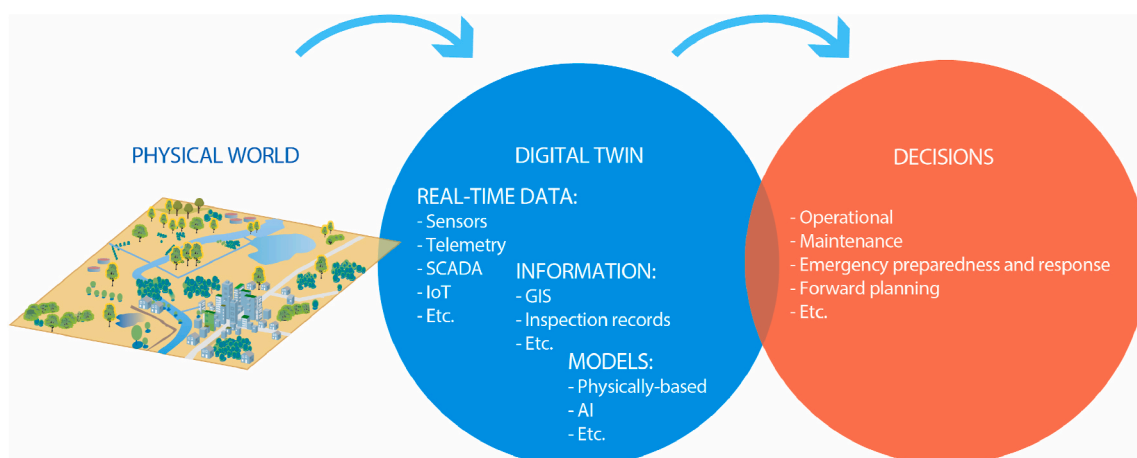 PHYSICAL WORLD
DIGITAL TWIN
REAL-TIME DATA:
- Sensors
- Telemetry
- SCADA
- IoT
- Etc.
INFORMATION:
- GIS
- Inspection records
- Etc.
MODELS:
- Physically-based
- AI
- Etc.
DECISIONS
- Operational
- Maintenance
- Emergency preparedness and response
- Forward planning
- Etc.